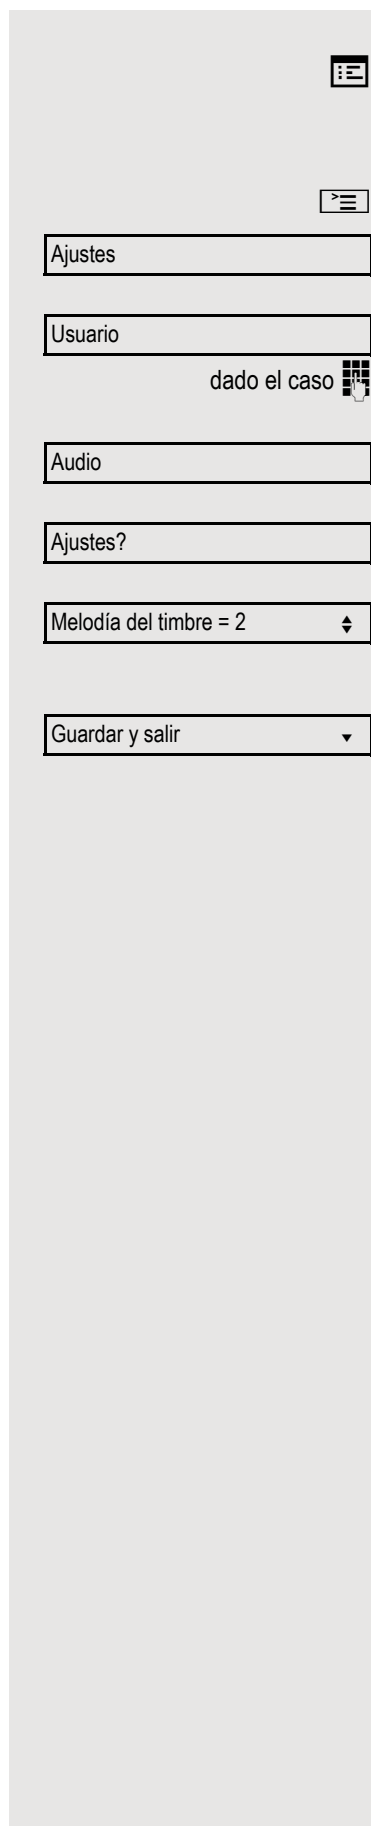 Ajustes
Usuario
dado el caso
Audio
Ajustes?
Melodía del timbre = 2
Guardar y salir